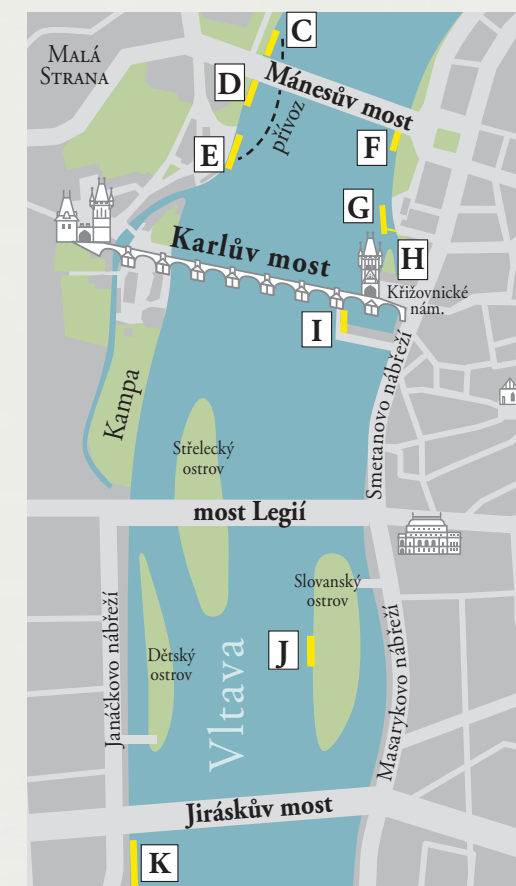 C
Malá
Strana
D
Mánesův most
přívoz
F
E
G
Karlův most
H
Křižovnické
nám.
I
Smetanovo nábřeží
Kampa
Střelecký
ostrov
most Legií
Slovanský
ostrov
Janáčkovo nábřeží
Masarykovo nábřeží
Vltava
J
Dětský
ostrov
Jiráskův most
K